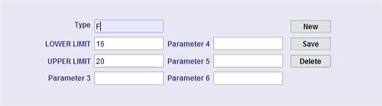 Type F New
LOWER LIMIT 16 Parameter 4 Save
UPPER LIMIT 20 Parameter 5 Delete
Parameter 3 Parameter 6